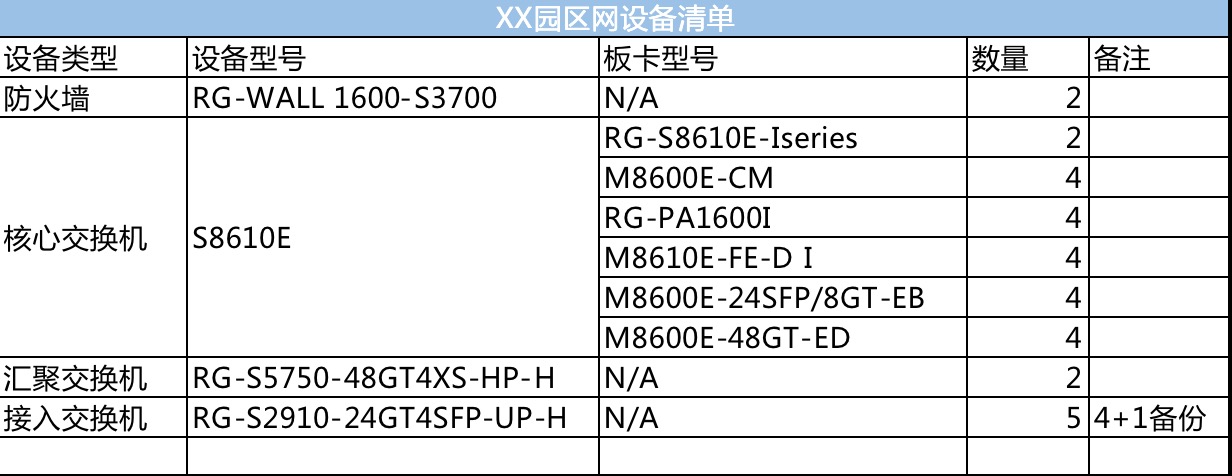 XX园区网设备清单
设备类型 设备型号 板卡型号 数量 备注
防火墙 RG-WALL 1600-S3700 N/A 2
核心交换机 S8610E RG-S8610E-Iseries 2
M8600E-CM 4
RG-PA1600I 4
M8610E-FE-D I 4
M8600E-24SFP/8GT-EB 4
M8600E-48GT-ED 4
汇聚交换机 RG-S5750-48GT4XS-HP-H N/A 2
接入交换机 RG-S2910-24GT4SFP-UP-H N/A 5 4+1备份